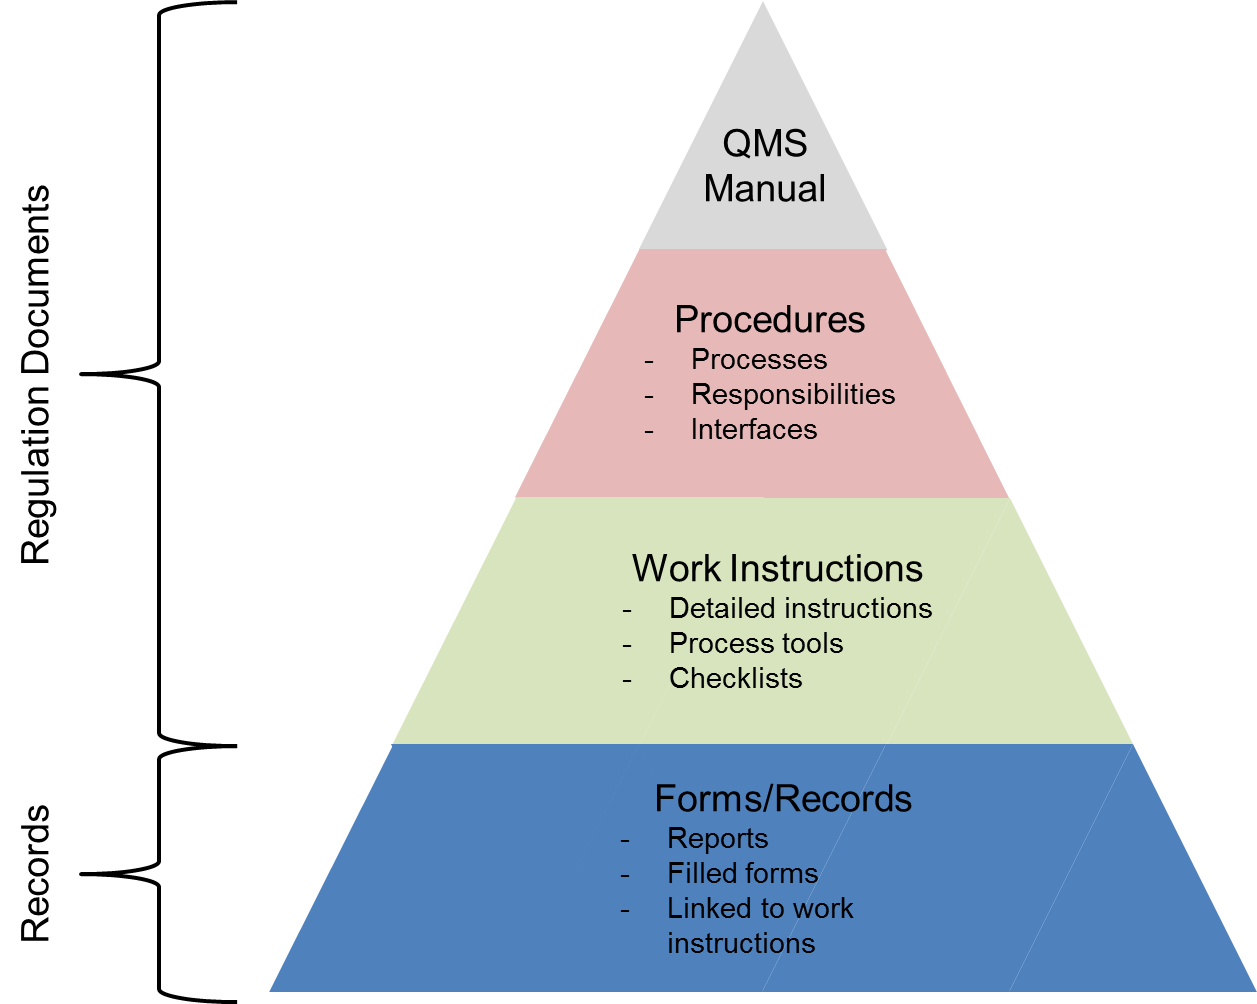 Regulation Documents
QMS
Manual
Procedures
- Processes
- Responsibilities
- Interfaces
Work Instructions
- Detailed instructions
- Process tools
- Checklists
Records
Forms/Records
- Reports
- Filled forms
- Linked to work
instructions